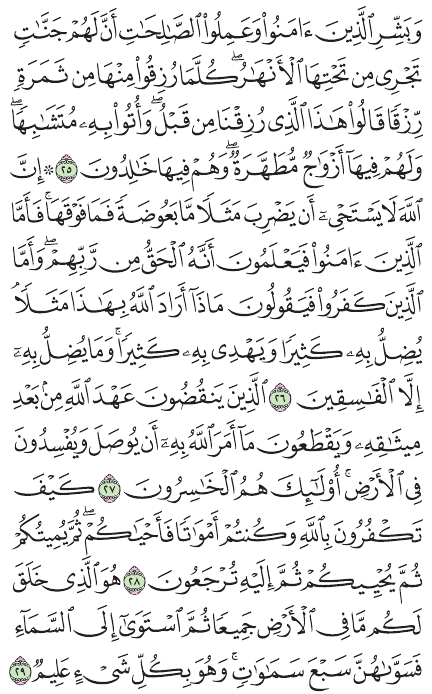 وَبَشِّرِ ٱلَّذِينَ ءَامَنُوا۟ وَعَمِلُوا۟ ٱلصَّـٰلِحَـٰتِ أَنَّ لَهُمْ جَنَّـٰتٍ
تَجْرِى مِن تَحْتِهَا ٱلْأَنْهَـٰرُ ۖ كُلَّمَا رُزِقُوا۟ مِنْهَا مِن ثَمَرَةٍ
رِّزْقًا قَالُوا۟ هَـٰذَا ٱلَّذِى رُزِقْنَا مِن قَبْلُ ۖ وَأُتُوا۟ بِهِۦ مُتَشَـٰبِهًا ۖ
وَلَهُمْ فِيهَآ أَزْوَٰجٌ مُّطَهَّرَةٌ ۖ وَهُمْ فِيهَا خَـٰلِدُونَ ٢٥ ۞ إِنَّ
ٱللَّهَ لَا يَسْتَحْىِۦٓ أَن يَضْرِبَ مَثَلًا مَّا بَعُوضَةً فَمَا فَوْقَهَا ۚ فَأَمَّا
ٱلَّذِينَ ءَامَنُوا۟ فَيَعْلَمُونَ أَنَّهُ ٱلْحَقُّ مِن رَّبِّهِمْ ۖ وَأَمَّا
ٱلَّذِينَ كَفَرُوا۟ فَيَقُولُونَ مَاذَآ أَرَادَ ٱللَّهُ بِهَـٰذَا مَثَلًا ۘ
يُضِلُّ بِهِۦ كَثِيرًا وَيَهْدِى بِهِۦ كَثِيرًا ۚ وَمَا يُضِلُّ بِهِۦٓ
إِلَّا ٱلْفَـٰسِقِينَ ٢٦ ٱلَّذِينَ يَنقُضُونَ عَهْدَ ٱللَّهِ مِنۢ بَعْدِ
مِيثَـٰقِهِۦ وَيَقْطَعُونَ مَآ أَمَرَ ٱللَّهُ بِهِۦٓ أَن يُوصَلَ وَيُفْسِدُونَ
فِى ٱلْأَرْضِ ۚ أُو۟لَـٰٓئِكَ هُمُ ٱلْخَـٰسِرُونَ ٢٧ كَيْفَ
تَكْفُرُونَ بِٱللَّهِ وَكُنتُمْ أَمْوَٰتًا فَأَحْيَـٰكُمْ ۖ ثُمَّ يُمِيتُكُمْ
ثُمَّ يُحْيِيكُمْ ثُمَّ إِلَيْهِ تُرْجَعُونَ ٢٨ هُوَ ٱلَّذِى خَلَقَ
لَكُم مَّا فِى ٱلْأَرْضِ جَمِيعًا ثُمَّ ٱسْتَوَىٰٓ إِلَى ٱلسَّمَآءِ
فَسَوَّىٰهُنَّ سَبْعَ سَمَـٰوَٰتٍ ۚ وَهُوَ بِكُلِّ شَىْءٍ عَلِيمٌ ٢٩